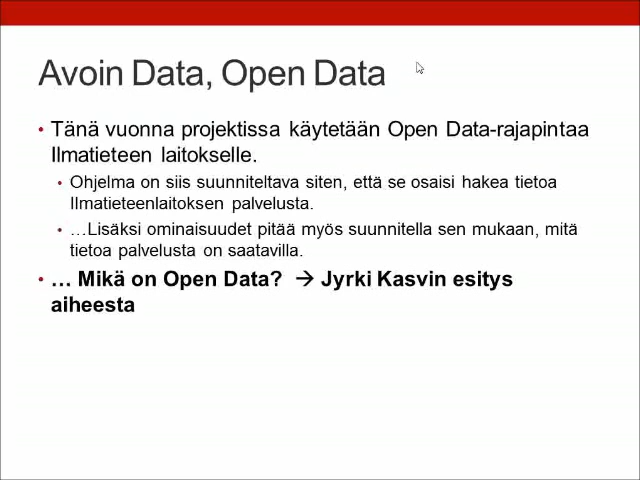 Avoin Data, Open Data
• Tänä vuonna projektissa käytetään Open Data-rajapintaa
Ilmatieteen laitokselle.
• Ohjelma on siis suunniteltava siten, että se osaisi hakea tietoa
Ilmatieteenlaitoksen palvelusta.
• …Lisäksi ominaisuudet pitää myös suunnitella sen mukaan, mitä
tietoa palvelusta on saatavilla.
• … Mikä on Open Data? → Jyrki Kasvin esitys
aiheesta